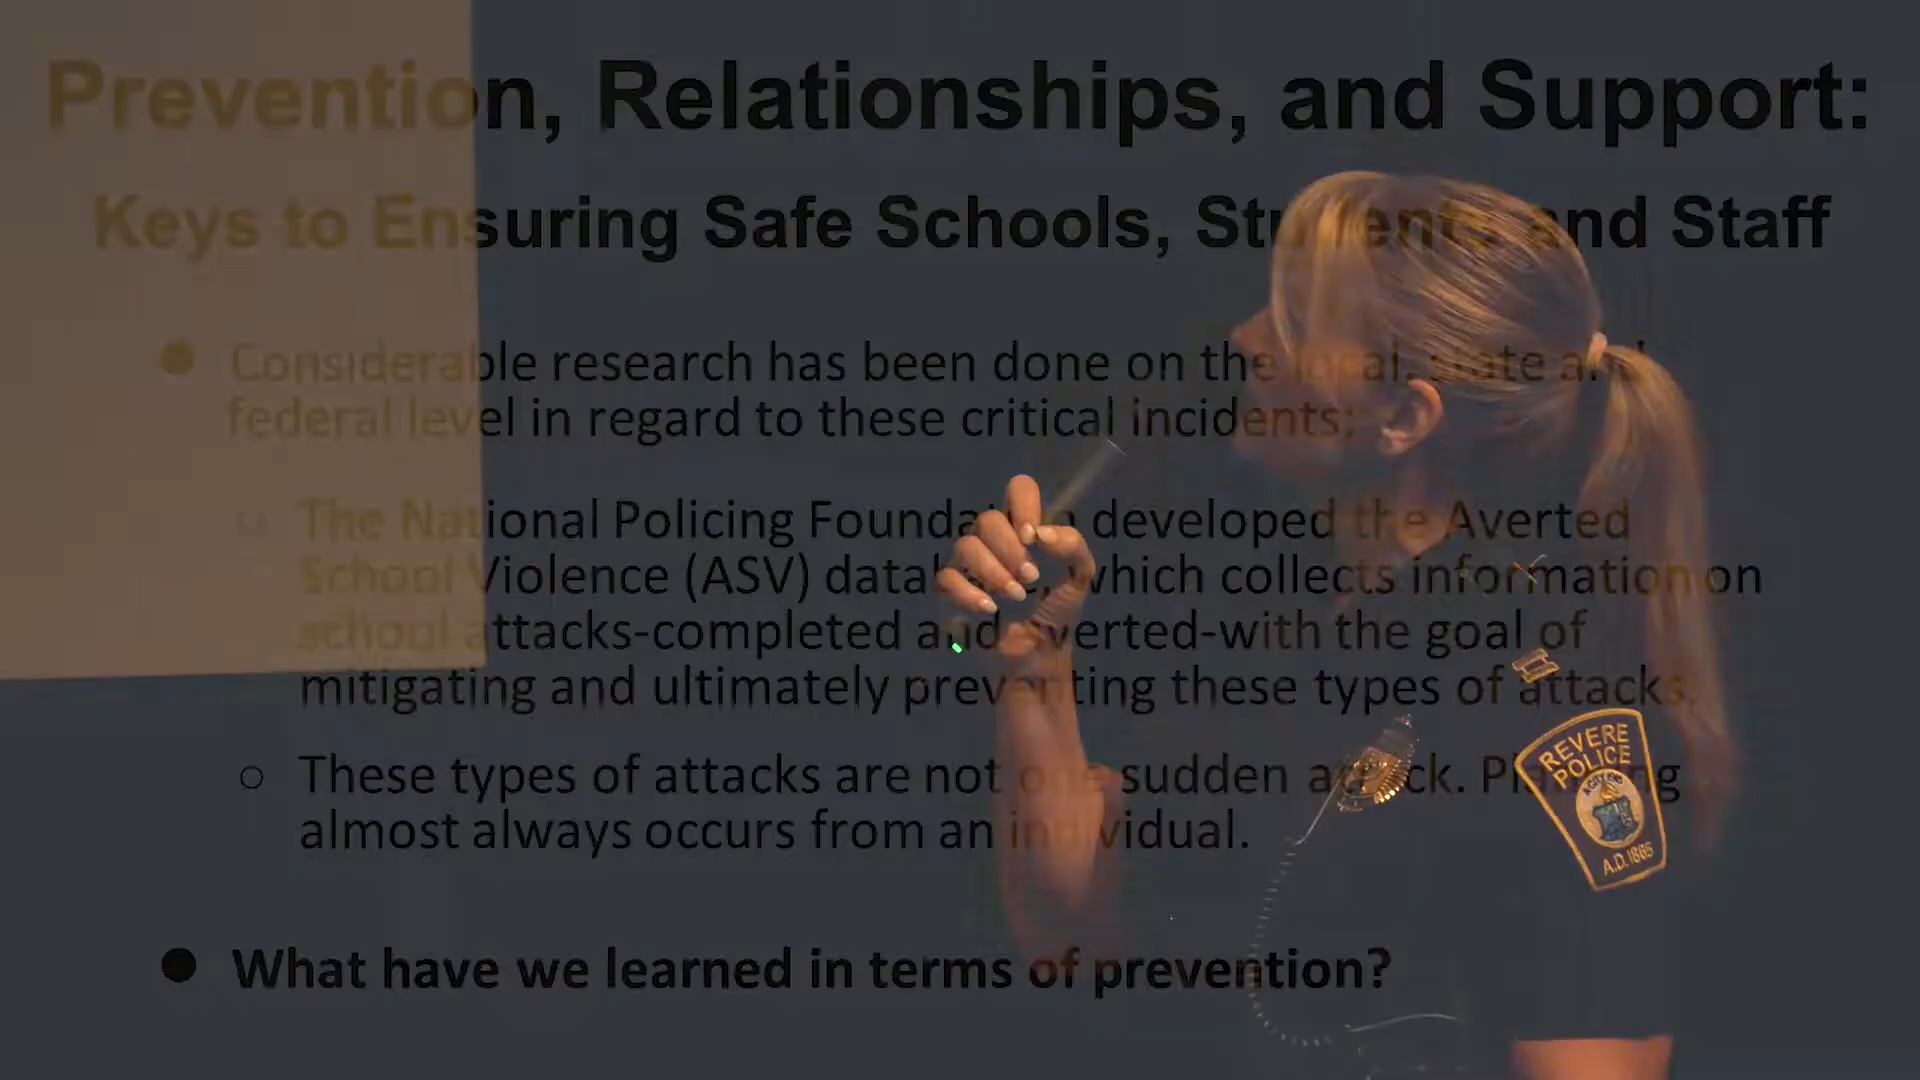 Prevention, Relationships, and Support:
Keys to Ensuring Safe Schools, Students and Staff
Considerable research has been done on the local, state and
federal level in regard to these critical incidents:
The National Policing Foundation developed the Averted
School Violence (ASV) database, which collects information on
school attacks-completed and averted-with the goal of
mitigating and ultimately preventing these types of attacks.
These types of attacks are not one sudden attack. Planning
almost always occurs from an individual.
What have we learned in terms of prevention?
REVERE
POLICE
A.D. 1865